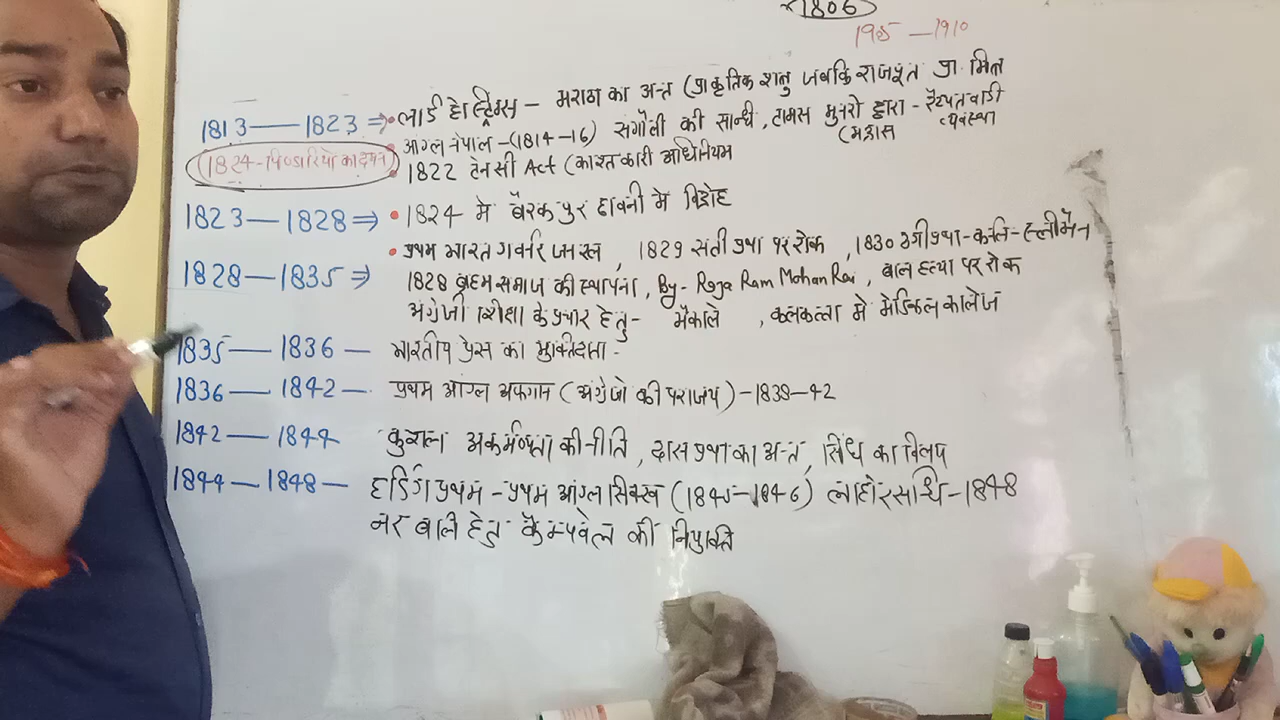 1806
1905 — 1910
1813 — 1823 ⇒ • लार्ड हेस्ट्रिंग्स - मराठा का अन्त (प्राकृतिक शत्रु जबकि राजपूत प्रा. मित्र
• आंग्ल नेपाल - (1814-16) संगौली की सन्धि, टामस मुनरो द्वारा - रैय्यतवाडी व्यवस्था
(मद्रास
(1824 - पिण्डारियो का दमन)
• 1822 टेनसी Act (काश्तकारी अधिनियम
1823 — 1828 ⇒ • 1824 मे बैरकपुर छावनी मे विद्रोह
• प्रथम भारत गवर्नर जनरल, 1829 सती प्रथा पर रोक, 1830 ठगी प्रथा - कर्नल - स्लीमैन
1828 — 1835 ⇒ 1828 ब्रह्म समाज की स्थापना, By - Raja Ram Mohan Rai, बाल हत्या पर रोक
अंग्रेजी शिक्षा के प्रचार हेतु - मैकाले, कलकत्ता मे मेडिकल कालेज
1835 — 1836 — भारतीय प्रेस का मुक्तिदाता -
1836 — 1842 — प्रथम आंग्ल अफगान (अंग्रेजो की पराजय) - 1839-42
1842 — 1844 कुशल अकर्मण्यता की नीति, दास प्रथा का अन्त, सिंध का विलय
1844 — 1848 — हार्डिंग प्रथम - प्रथम आंग्ल सिक्ख (1845-1846) लाहोर सन्धि - 1848
नर बलि हेतु कैम्पवेल की नियुक्ति